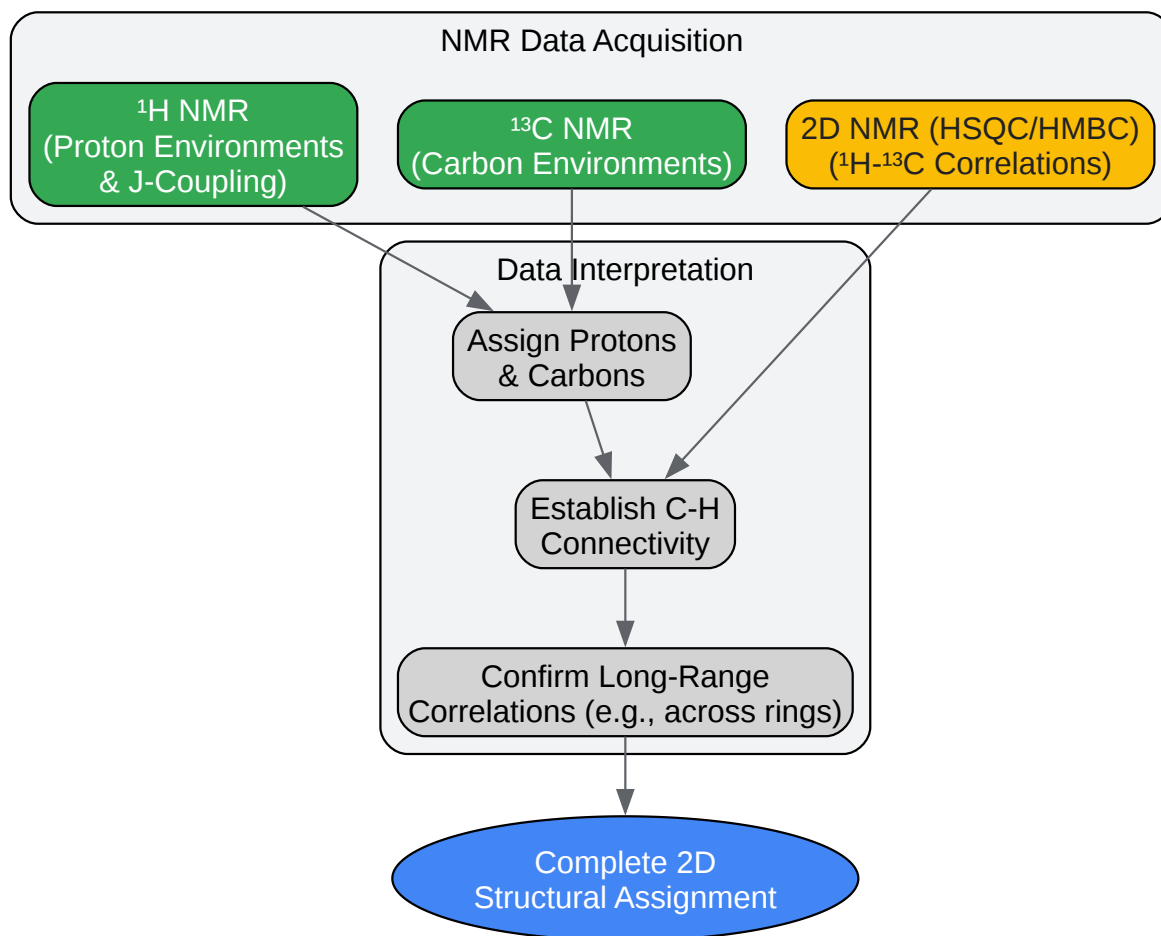 NMR Data Acquisition
¹H NMR
(Proton Environments
& J-Coupling)
¹³C NMR
(Carbon Environments)
2D NMR (HSQC/HMBC)
(¹H-¹³C Correlations)
Data Interpretation
Assign Protons
& Carbons
Establish C-H
Connectivity
Confirm Long-Range
Correlations (e.g., across rings)
Complete 2D
Structural Assignment